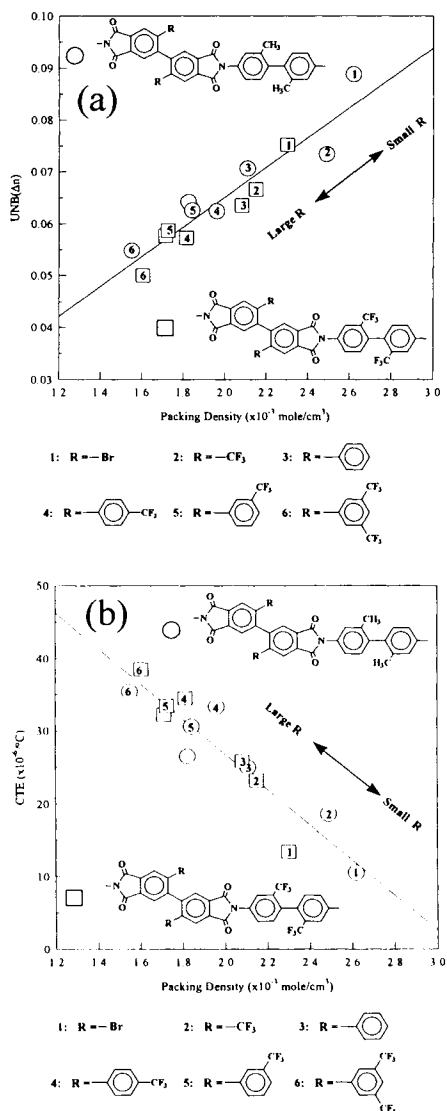 (a)
0.10
0.09
0.08
0.07
0.06
0.05
0.04
0.03
UNB(Δn)
O
R
O
N
N
CH₃
O
R
O
H₃C
1
2
1
3
2
3
5
5
4
4
6
6
Small R
Large R
O
R
O
N
N
CF₃
O
R
O
F₃C
1 2 1 4 1 6 1 8 2 0 2 2 2 4 2 6 2 8 3 0
Packing Density (x10⁻³ mole/cm³)
1: R= Br 2: R= CF₃ 3: R=
4: R= CF₃ 5: R= CF₃ 6: R= CF₃ CF₃
(b)
50
40
30
20
10
0
CTE (x10⁻⁶/°C)
O
R
O
N
N
CH₃
O
R
O
H₃C
6
6
5
4
4
5
3
3
2
2
1
1
Large R
Small R
O
R
O
N
N
CF₃
O
R
O
F₃C
1 2 1 4 1 6 1 8 2 0 2 2 2 4 2 6 2 8 3 0
Packing Density (x10⁻³ mole/cm³)
1: R= Br 2: R= CF₃ 3: R=
4: R= CF₃ 5: R= CF₃ 6: R= CF₃ CF₃